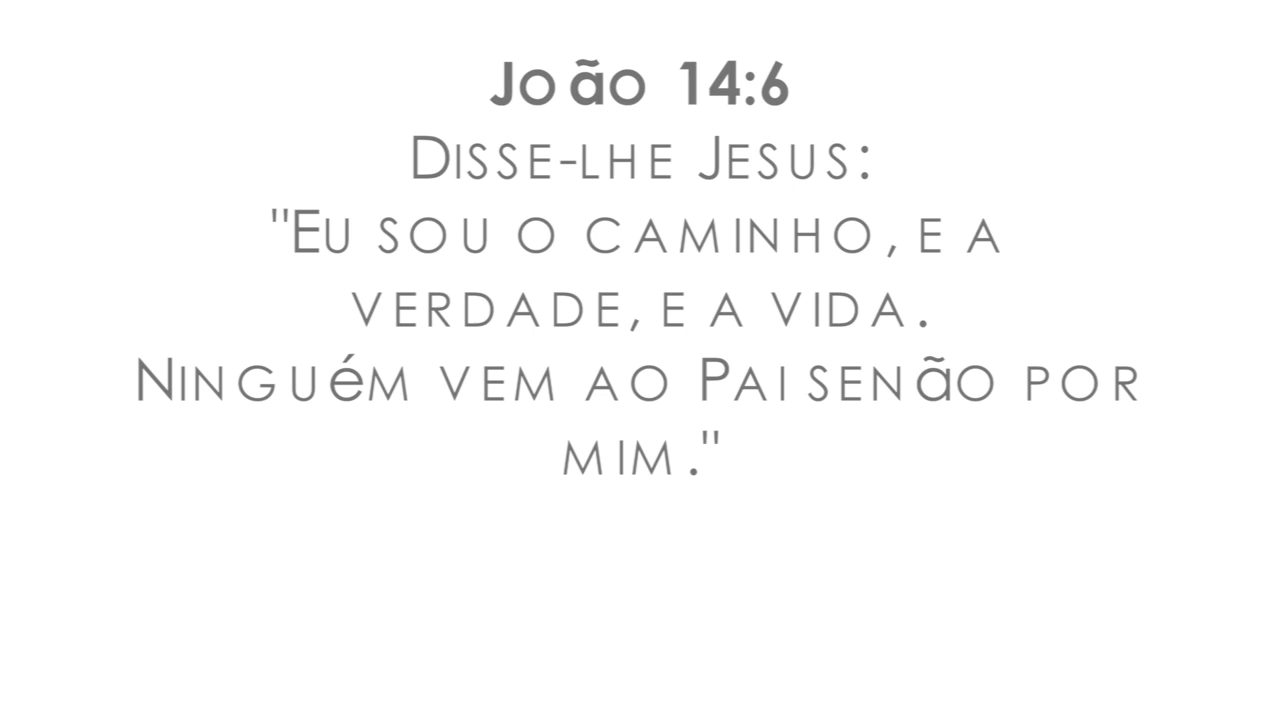 João 14:6
Disse-lhe Jesus:
"Eu sou o caminho, e a
verdade, e a vida.
Ninguém vem ao Pai senão por
mim."